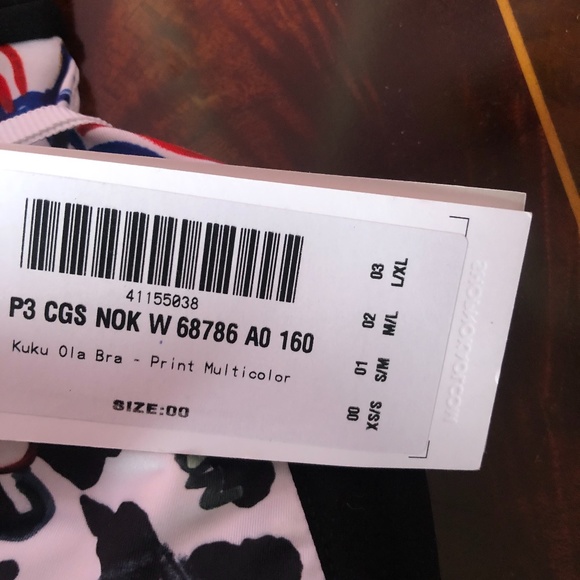 41155038
P3 CGS NOK W 68786 A0 160
Kuku Ola Bra - Print Multicolor
SIZE:00
00 01 02 03
XS/S S/M M/L L/XL